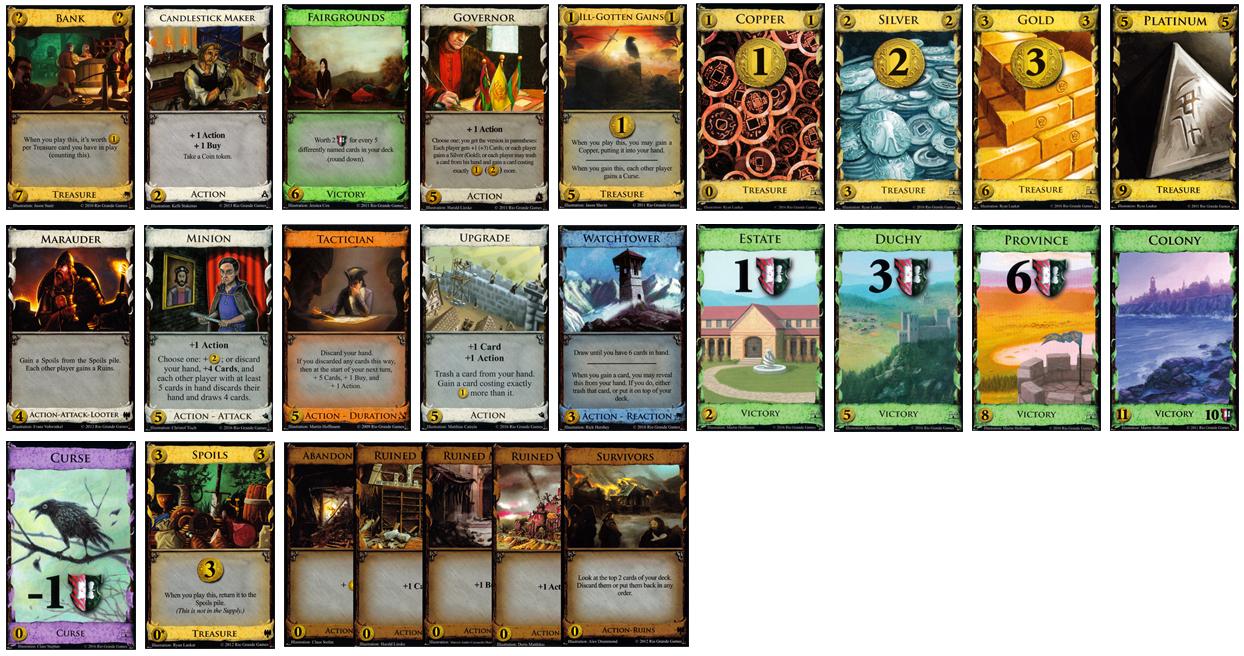 BANK
?
?
When you play this, it's worth 1
per Treasure card you have in play
(counting this).
7
TREASURE
CANDLESTICK MAKER
+1 Action
+1 Buy
Take a Coin token.
2
ACTION
FAIRGROUNDS
Worth 2 for every 5
differently named cards in your deck
(round down).
6
VICTORY
GOVERNOR
+1 Action
Choose one; you get the version in parentheses:
Each player gets +1 (+3) Cards; or each player
gains a Silver (Gold); or each player may trash
a card from his hand and gain a card costing
exactly 1 (2) more.
5
ACTION
1
ILL-GOTTEN GAINS
1
1
When you play this, you may gain a
Copper, putting it into your hand.
When you gain this, each other player
gains a Curse.
5
TREASURE
1
COPPER
1
1
0
TREASURE
2
SILVER
2
2
3
TREASURE
3
GOLD
3
3
6
TREASURE
5
PLATINUM
5
9
TREASURE
MARAUDER
Gain a Spoils from the Spoils pile.
Each other player gains a Ruins.
4
ACTION-ATTACK-LOOTER
MINION
+1 Action
Choose one: +2; or discard
your hand, +4 Cards, and
each other player with at least
5 cards in hand discards their
hand and draws 4 cards.
5
ACTION - ATTACK
TACTICIAN
Discard your hand.
If you discarded any cards this way,
then at the start of your next turn,
+ 5 Cards, + 1 Buy, and
+ 1 Action.
5
ACTION - DURATION
UPGRADE
+1 Card
+1 Action
Trash a card from your hand.
Gain a card costing exactly
1 more than it.
5
ACTION
WATCHTOWER
Draw until you have 6 cards in hand.
When you gain a card, you may reveal
this from your hand. If you do, either
trash that card, or put it on top of your
deck.
3
ACTION - REACTION
ESTATE
1
2
VICTORY
DUCHY
3
5
VICTORY
PROVINCE
6
8
VICTORY
COLONY
11
VICTORY
10
CURSE
-1
0
CURSE
3
SPOILS
3
3
When you play this, return it to the
Spoils pile.
(This is not in the Supply.)
0*
TREASURE
ABANDON
+
0
ACTION
RUINED
+1 C
0
ACTION
RUINED
+1 B
0
ACTION
RUINED V
+1 Act
0
ACTION
SURVIVORS
Look at the top 2 cards of your deck.
Discard them or put them back in any
order.
0
ACTION-RUINS